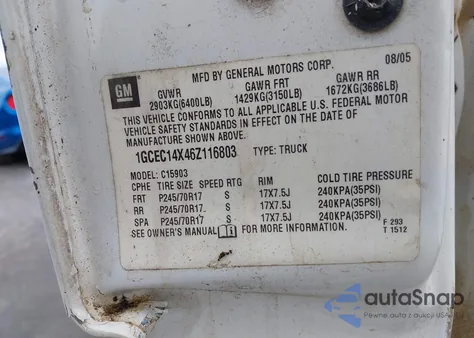 MFD BY GENERAL MOTORS CORP. 08/05
GM
GVWR GAWR FRT GAWR RR
2903KG(6400LB) 1429KG(3150LB) 1672KG(3686LB)
THIS VEHICLE CONFORMS TO ALL APPLICABLE U.S. FEDERAL MOTOR
VEHICLE SAFETY STANDARDS IN EFFECT ON THE DATE OF
MANUFACTURE SHOWN ABOVE.
1GCEC14X46Z116803 TYPE: TRUCK
MODEL: C15903
CPHE TIRE SIZE SPEED RTG RIM COLD TIRE PRESSURE
FRT P245/70R17 S 17X7.5J 240KPA(35PSI)
RR P245/70R17 S 17X7.5J 240KPA(35PSI)
SPA P245/70R17 S 17X7.5J 240KPA(35PSI)
SEE OWNER'S MANUAL FOR MORE INFORMATION. F 293
T 1512
autoSnap
Pewne auto z aukcji USA